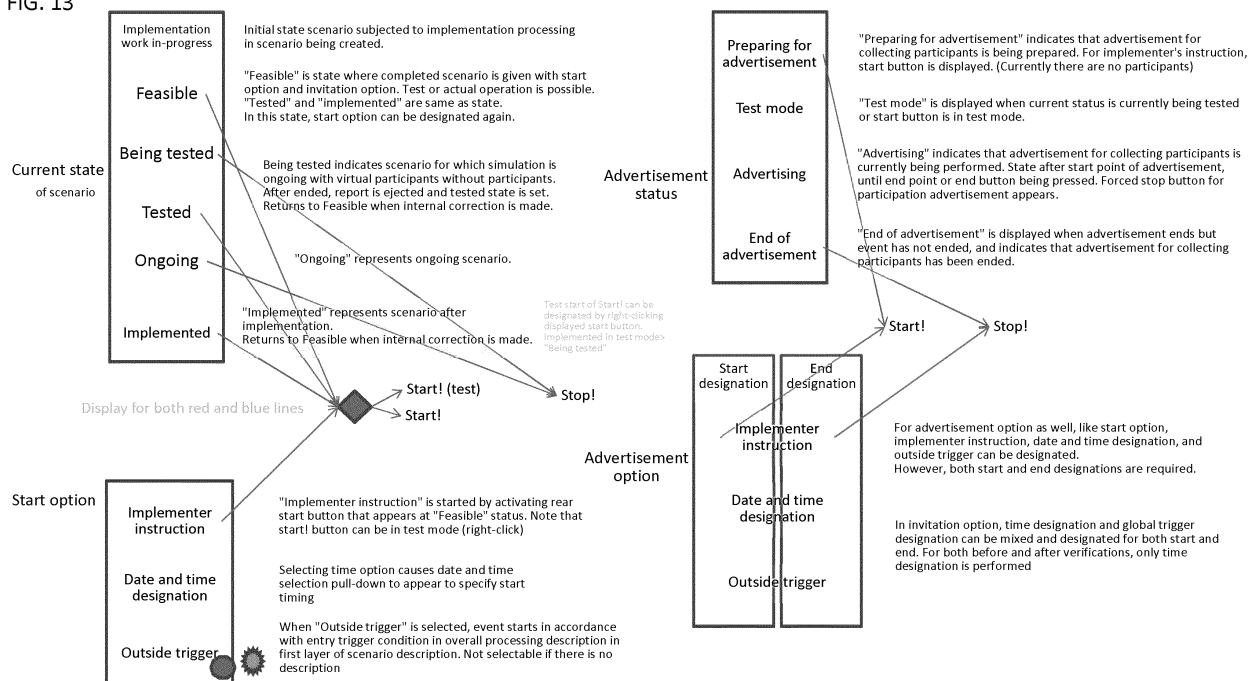 FIG. 13
Implementation
work in-progress
Initial state scenario subjected to implementation processing
in scenario being created.
Feasible
"Feasible" is state where completed scenario is given with start
option and invitation option. Test or actual operation is possible.
"Tested" and "implemented" are same as state.
In this state, start option can be designated again.
Being tested
Being tested indicates scenario for which simulation is
ongoing with virtual participants without participants.
After ended, report is ejected and tested state is set.
Returns to Feasible when internal correction is made.
Current state
of scenario
Tested
Ongoing
"Ongoing" represents ongoing scenario.
Implemented
"Implemented" represents scenario after
implementation.
Returns to Feasible when internal correction is made.
Test start of Start! can be
designated by right-clicking
displayed start button.
Implemented in test mode>
"Being tested"
Start! (test)
Start!
Stop!
Display for both red and blue lines
Start option
Implementer
instruction
"Implementer instruction" is started by activating rear
start button that appears at "Feasible" status. Note that
start! button can be in test mode (right-click)
Date and time
designation
Selecting time option causes date and time
selection pull-down to appear to specify start
timing
Outside trigger
When "Outside trigger" is selected, event starts in accordance
with entry trigger condition in overall processing description in
first layer of scenario description. Not selectable if there is no
description
Advertisement
status
Preparing for
advertisement
"Preparing for advertisement" indicates that advertisement for
collecting participants is being prepared. For implementer's instruction,
start button is displayed. (Currently there are no participants)
Test mode
"Test mode" is displayed when current status is currently being tested
or start button is in test mode.
Advertising
"Advertising" indicates that advertisement for collecting participants is
currently being performed. State after start point of advertisement,
until end point or end button being pressed. Forced stop button for
participation advertisement appears.
End of
advertisement
"End of advertisement" is displayed when advertisement ends but
event has not ended, and indicates that advertisement for collecting
participants has been ended.
Start!
Stop!
Advertisement
option
Start
designation
End
designation
Implementer
instruction
Date and time
designation
Outside trigger
For advertisement option as well, like start option,
implementer instruction, date and time designation, and
outside trigger can be designated.
However, both start and end designations are required.
In invitation option, time designation and global trigger
designation can be mixed and designated for both start and
end. For both before and after verifications, only time
designation is performed